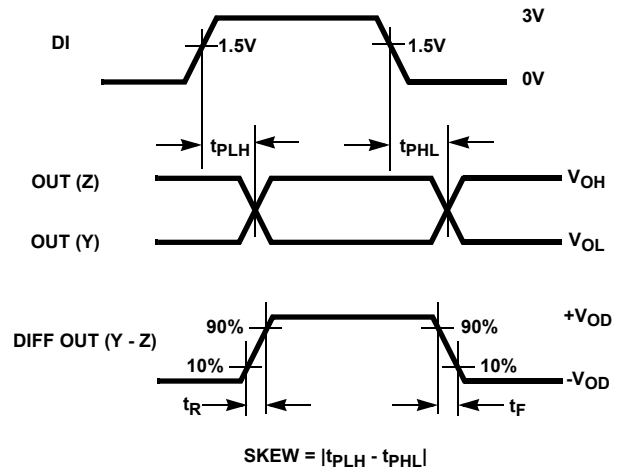 3V
DI
1.5V
1.5V
0V
tPLH
tPHL
OUT (Z)
VOH
OUT (Y)
VOL
+VOD
90%
90%
DIFF OUT (Y - Z)
10%
10%
-VOD
tR
tF
SKEW = |tPLH - tPHL|